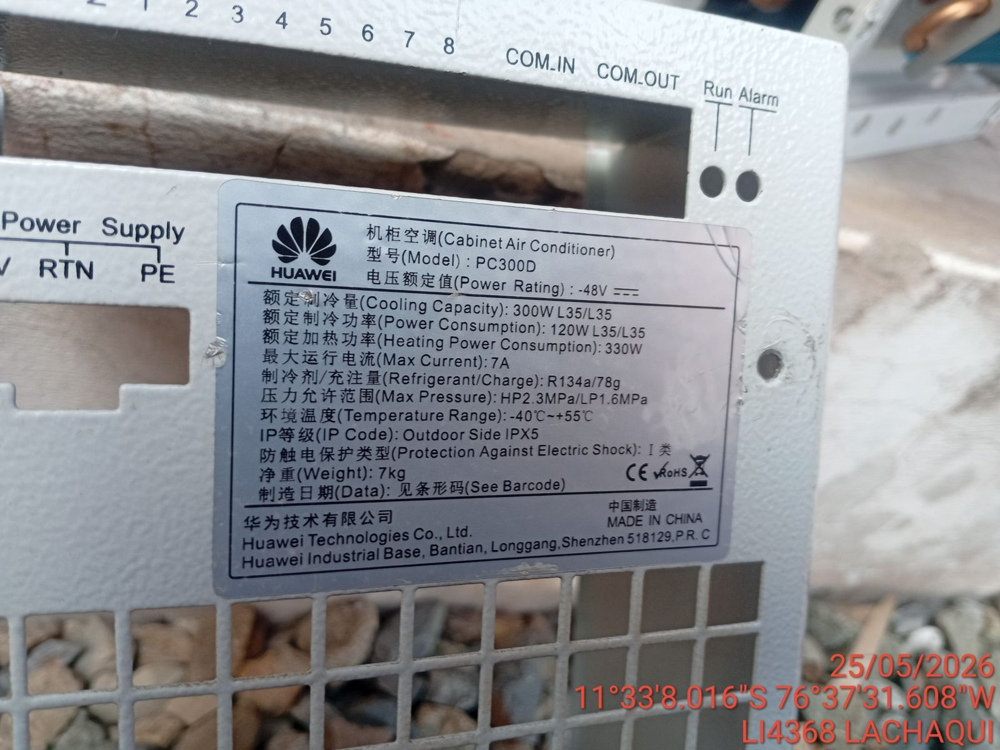 1 2 3 4 5 6 7 8 COM_IN COM_OUT Run Alarm
Power Supply
V RTN PE
HUAWEI
机柜空调(Cabinet Air Conditioner)
型号(Model) : PC300D
电压额定值(Power Rating) : -48V
额定制冷量(Cooling Capacity): 300W L35/L35
额定制冷功率(Power Consumption): 120W L35/L35
额定加热功率(Heating Power Consumption): 330W
最大运行电流(Max Current): 7A
制冷剂/充注量(Refrigerant/Charge): R134a/78g
压力允许范围(Max Pressure): HP2.3MPa/LP1.6MPa
环境温度(Temperature Range): -40℃~+55℃
IP等级(IP Code): Outdoor Side IPX5
防触电保护类型(Protection Against Electric Shock): I 类
净重(Weight): 7kg
CE RoHS
制造日期(Data): 见条形码(See Barcode)
华为技术有限公司
中国制造
MADE IN CHINA
Huawei Technologies Co., Ltd.
Huawei Industrial Base, Bantian, Longgang,Shenzhen 518129,P.R. C
25/05/2026
11°33'8.016"S 76°37'31.608"W
LI4368 LACHAQUI